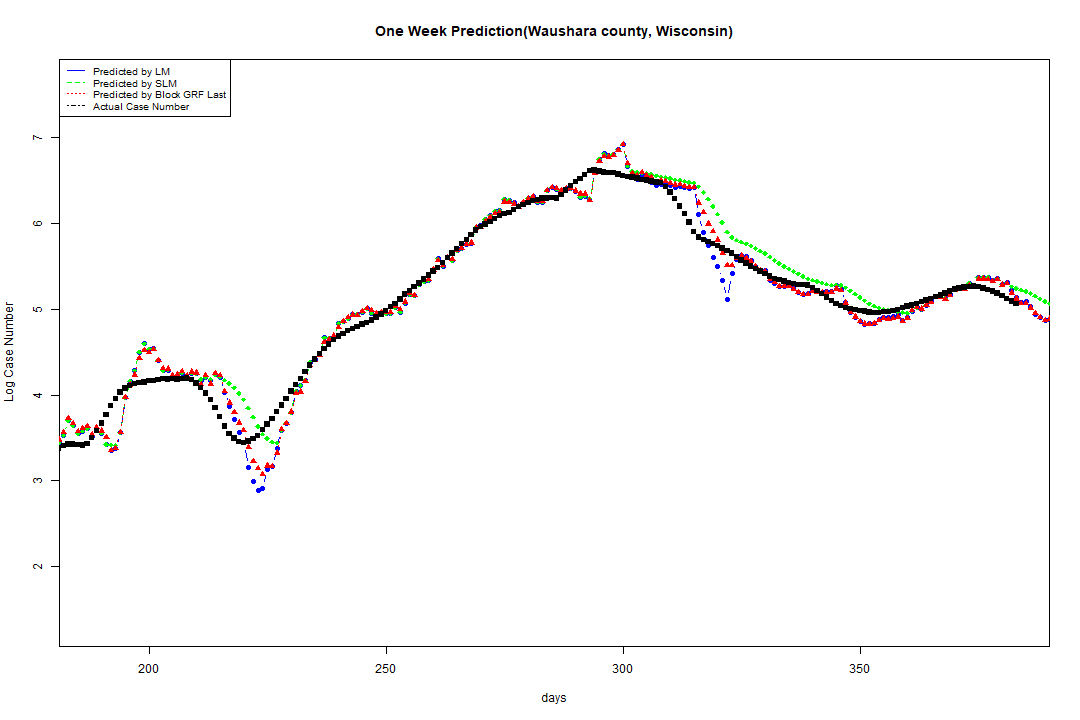 One Week Prediction(Waushara county, Wisconsin)
Predicted by LM
Predicted by SLM
Predicted by Block GRF Last
Actual Case Number
7
6
5
4
3
2
Log Case Number
200 250 300 350
days